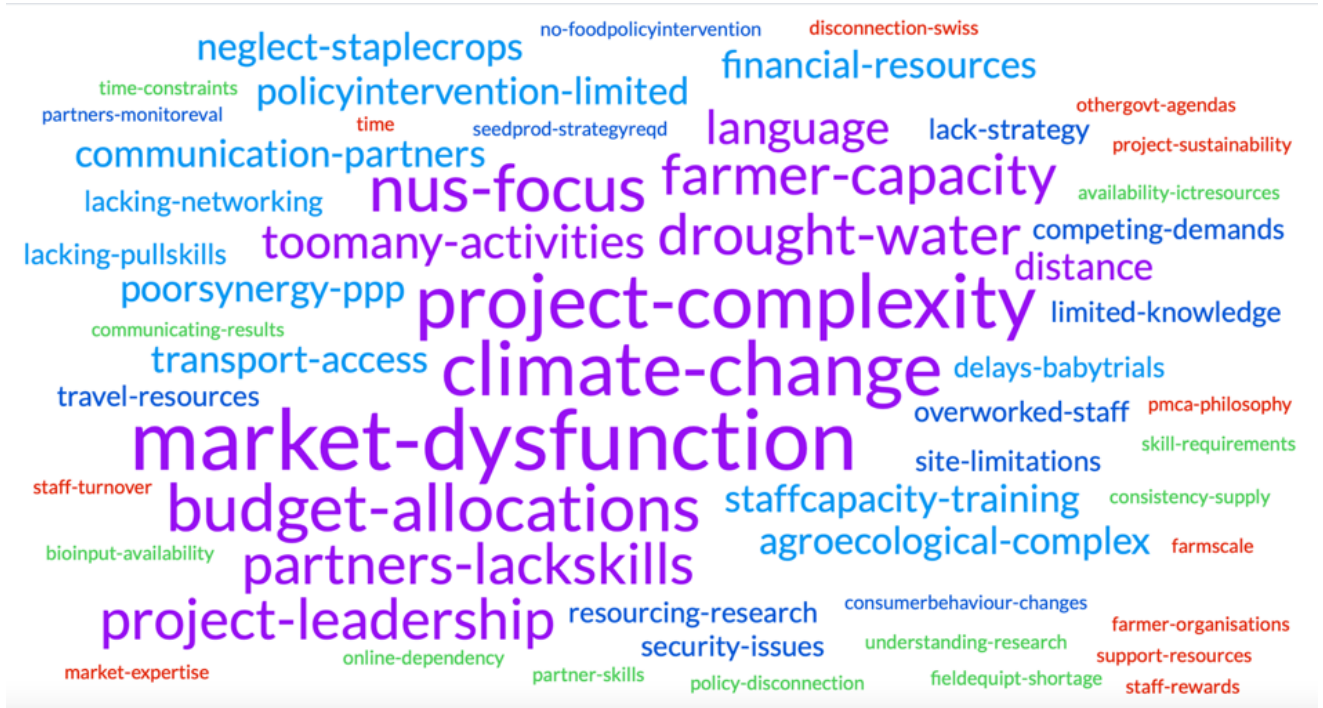 no-foodpolicyintervention
disconnection-swiss
neglect-staplecrops
financial-resources
time-constraints
policyintervention-limited
othergovt-agendas
partners-monitoreval
time
seedprod-strategyreqd
language
lack-strategy
project-sustainability
communication-partners
nus-focus
farmer-capacity
availability-ictresources
lacking-networking
toomany-activities
drought-water
competing-demands
lacking-pullskills
distance
poorsynergy-ppp
project-complexity
limited-knowledge
communicating-results
transport-access
climate-change
delays-babytrials
travel-resources
overworked-staff
pmca-philosophy
market-dysfunction
skill-requirements
site-limitations
staff-turnover
budget-allocations
staffcapacity-training
consistency-supply
bioinput-availability
partners-lackskills
agroecological-complex
farmscale
project-leadership
resourcing-research
consumerbehaviour-changes
farmer-organisations
security-issues
understanding-research
online-dependency
support-resources
market-expertise
partner-skills
policy-disconnection
fieldequipt-shortage
staff-rewards